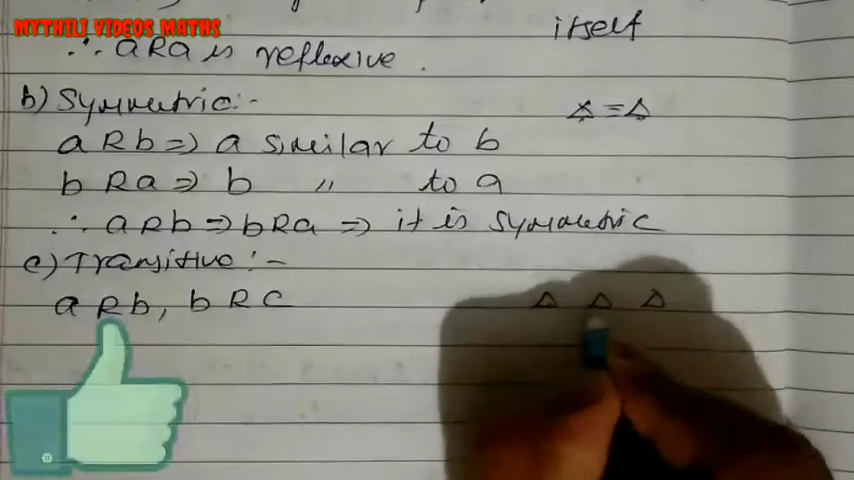 MYTHILI VIDEOS MATHS
itself
∴ aRa is reflexive.
b) Symmetric:-
△ = △
aRb ⇒ a similar to b
bRa ⇒ b 〃 to a
∴ aRb ⇒ bRa ⇒ it is Symmetric
c) Transitive:-
aRb, bRc △ △ △